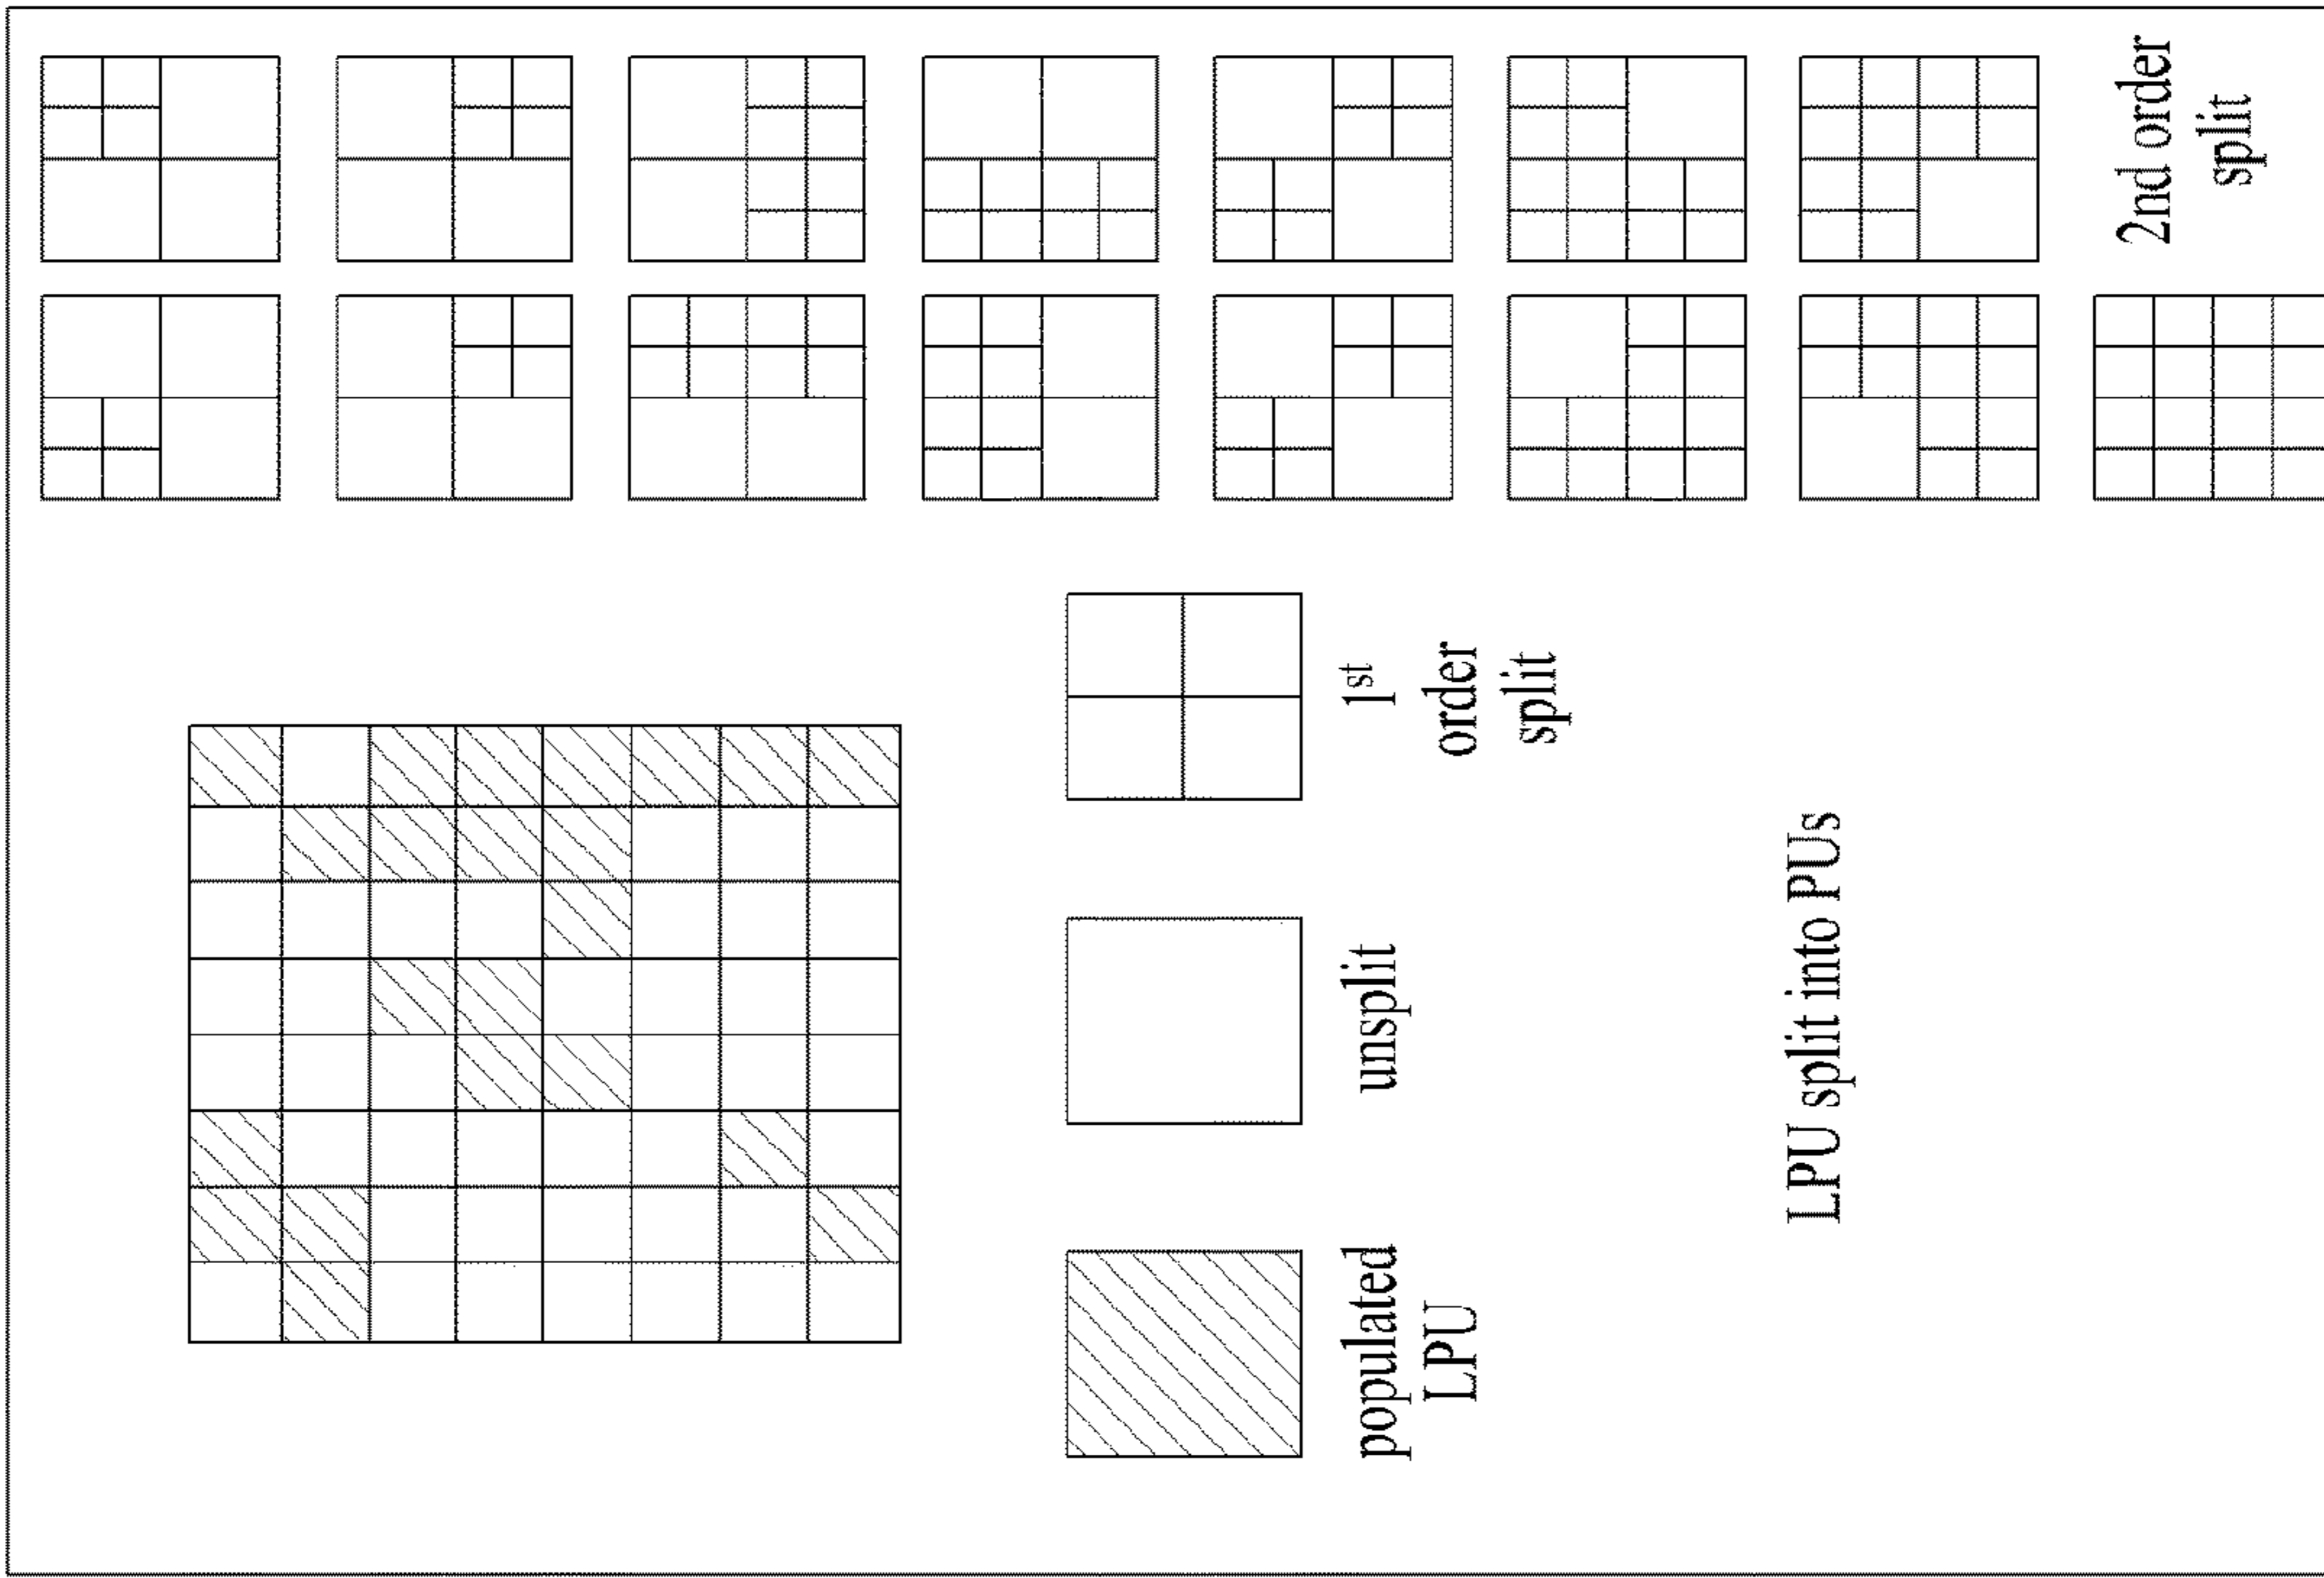 populated
LPU
unsplit
1st
order
split
2nd order
split
LPU split into PUs